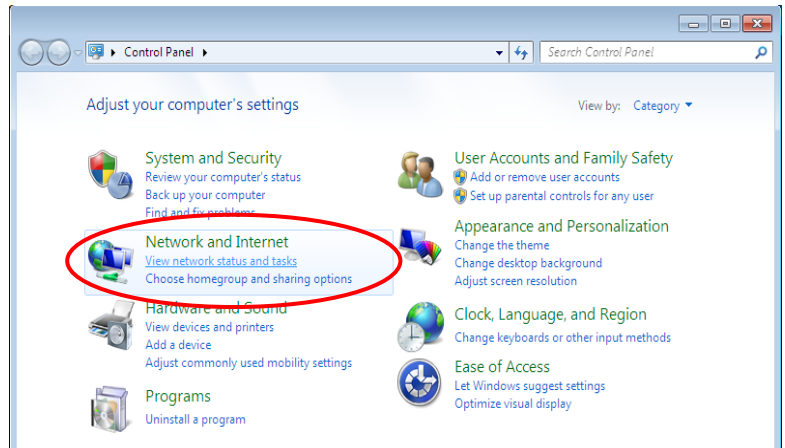 Control Panel
Search Control Panel
Adjust your computer's settings
View by: Category
System and Security
Review your computer's status
Back up your computer
Find and fix problems
Network and Internet
View network status and tasks
Choose homegroup and sharing options
Hardware and Sound
View devices and printers
Add a device
Adjust commonly used mobility settings
Programs
Uninstall a program
User Accounts and Family Safety
Add or remove user accounts
Set up parental controls for any user
Appearance and Personalization
Change the theme
Change desktop background
Adjust screen resolution
Clock, Language, and Region
Change keyboards or other input methods
Ease of Access
Let Windows suggest settings
Optimize visual display